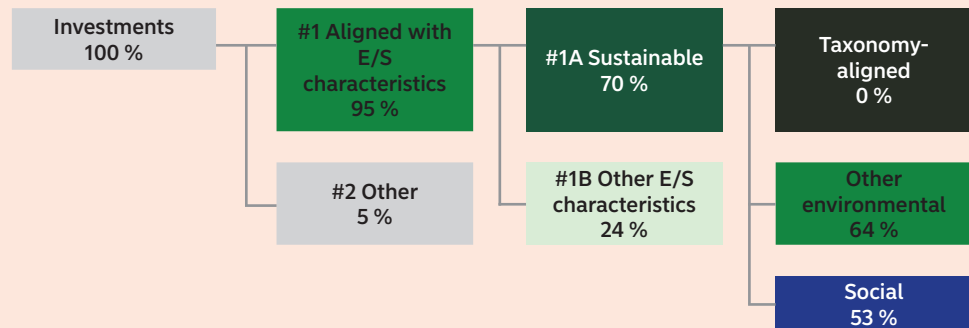 Investments
100 %
#1 Aligned with
E/S
characteristics
95 %
#2 Other
5 %
#1A Sustainable
70 %
#1B Other E/S
characteristics
24 %
Taxonomy-
aligned
0 %
Other
environmental
64 %
Social
53 %